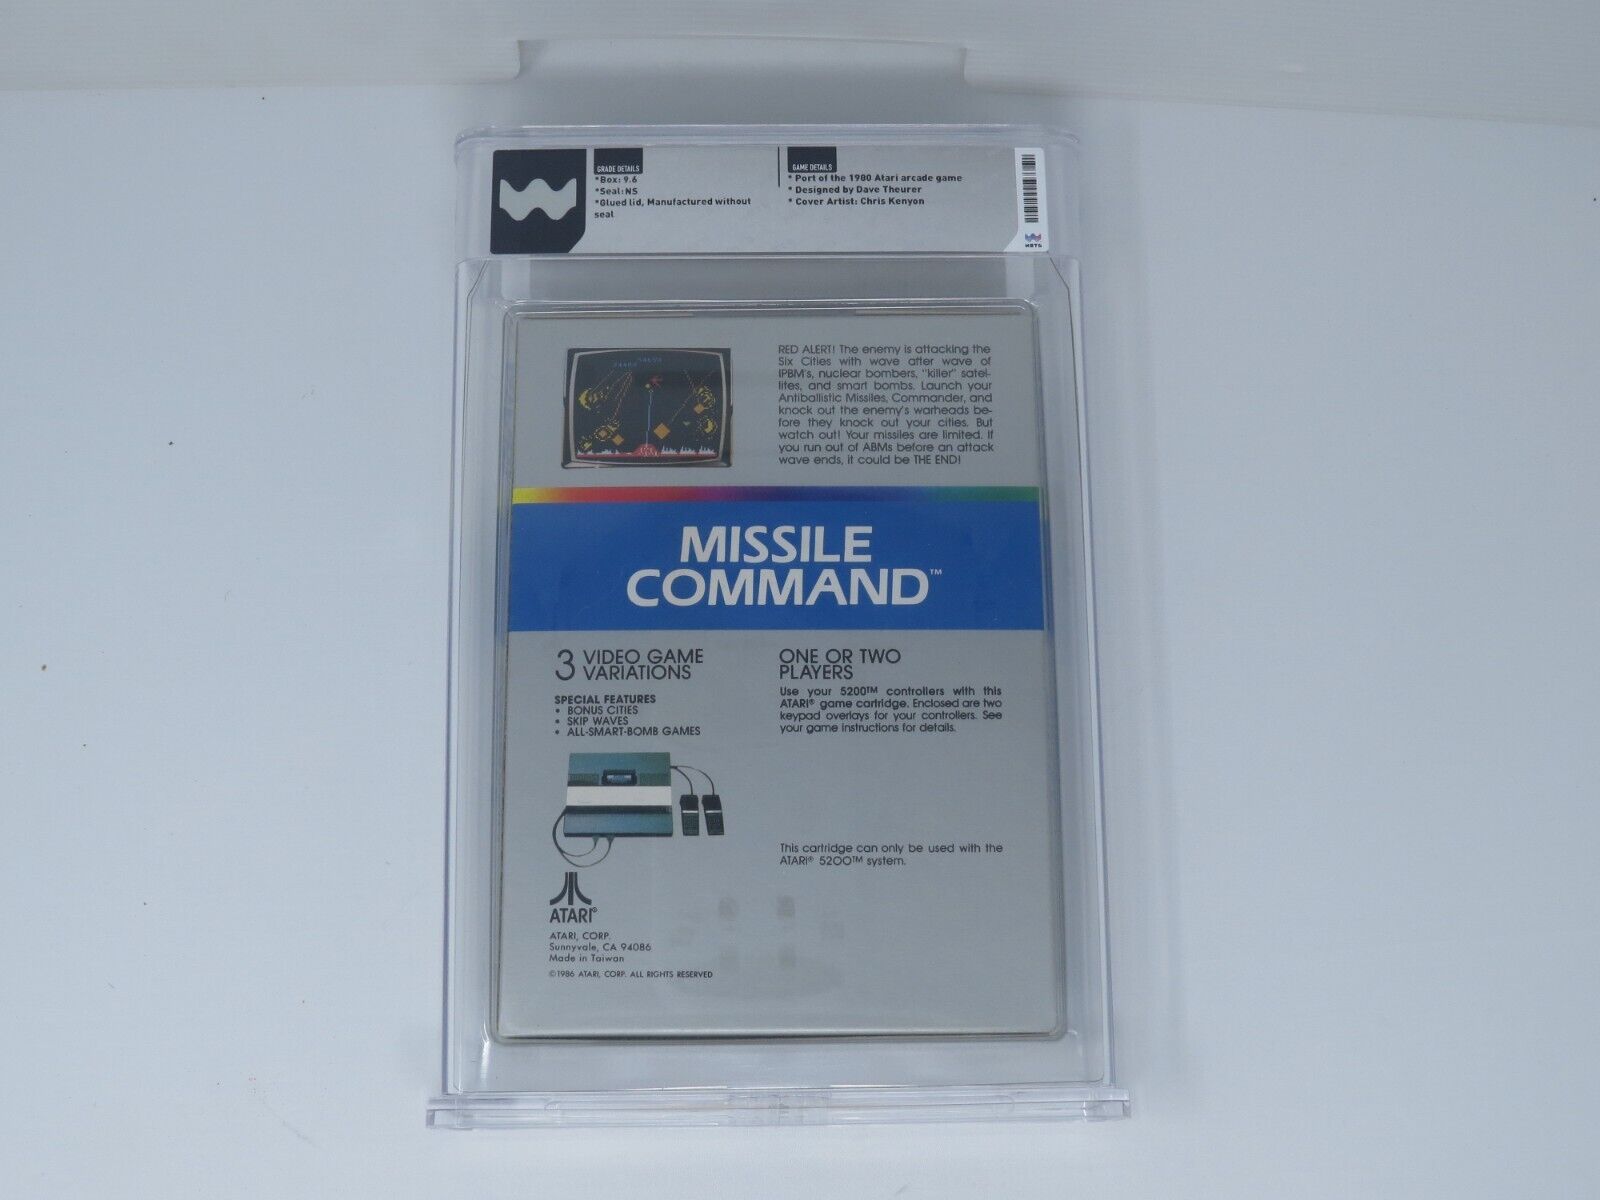 GRADE DETAILS
*Box: 9.6
*Seal: NS
*Glued lid, Manufactured without
seal
GAME DETAILS
* Port of the 1980 Atari arcade game
* Designed by Dave Theurer
* Cover Artist: Chris Kenyon
WATA
RED ALERT! The enemy is attacking the
Six Cities with wave after wave of
IPBM's, nuclear bombers, "killer" satel-
lites, and smart bombs. Launch your
Antiballistic Missiles, Commander, and
knock out the enemy's warheads be-
fore they knock out your cities. But
watch out! Your missiles are limited. If
you run out of ABMs before an attack
wave ends, it could be THE END!
MISSILE
COMMAND™
3 VIDEO GAME
VARIATIONS
SPECIAL FEATURES
• BONUS CITIES
• SKIP WAVES
• ALL-SMART-BOMB GAMES
ONE OR TWO
PLAYERS
Use your 5200™ controllers with this
ATARI® game cartridge. Enclosed are two
keypad overlays for your controllers. See
your game instructions for details.
This cartridge can only be used with the
ATARI® 5200™ system.
ATARI®
ATARI, CORP.
Sunnyvale, CA 94086
Made in Taiwan
©1986 ATARI, CORP. ALL RIGHTS RESERVED